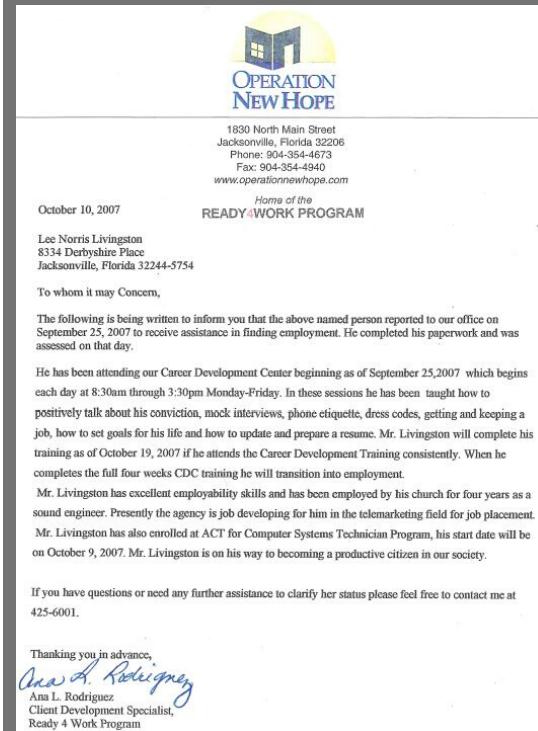 OPERATION
NEW HOPE
1830 North Main Street
Jacksonville, Florida 32206
Phone: 904-354-4673
Fax: 904-354-4940
www.operationnewhope.com
Home of the
READY4WORK PROGRAM
October 10, 2007
Lee Norris Livingston
8334 Derbyshire Place
Jacksonville, Florida 32244-5754
To whom it may Concern,
The following is being written to inform you that the above named person reported to our office on
September 25, 2007 to receive assistance in finding employment. He completed his paperwork and was
assessed on that day.
He has been attending our Career Development Center beginning as of September 25,2007 which begins
each day at 8:30am through 3:30pm Monday-Friday. In these sessions he has been taught how to
positively talk about his conviction, mock interviews, phone etiquette, dress codes, getting and keeping a
job, how to set goals for his life and how to update and prepare a resume. Mr. Livingston will complete his
training as of October 19, 2007 if he attends the Career Development Training consistently. When he
completes the full four weeks CDC training he will transition into employment.
Mr. Livingston has excellent employability skills and has been employed by his church for four years as a
sound engineer. Presently the agency is job developing for him in the telemarketing field for job placement.
Mr. Livingston has also enrolled at ACT for Computer Systems Technician Program, his start date will be
on October 9, 2007. Mr. Livingston is on his way to becoming a productive citizen in our society.
If you have questions or need any further assistance to clarify her status please feel free to contact me at
425-6001.
Thanking you in advance,
Ana L. Rodriguez
Ana L. Rodriguez
Client Development Specialist,
Ready 4 Work Program